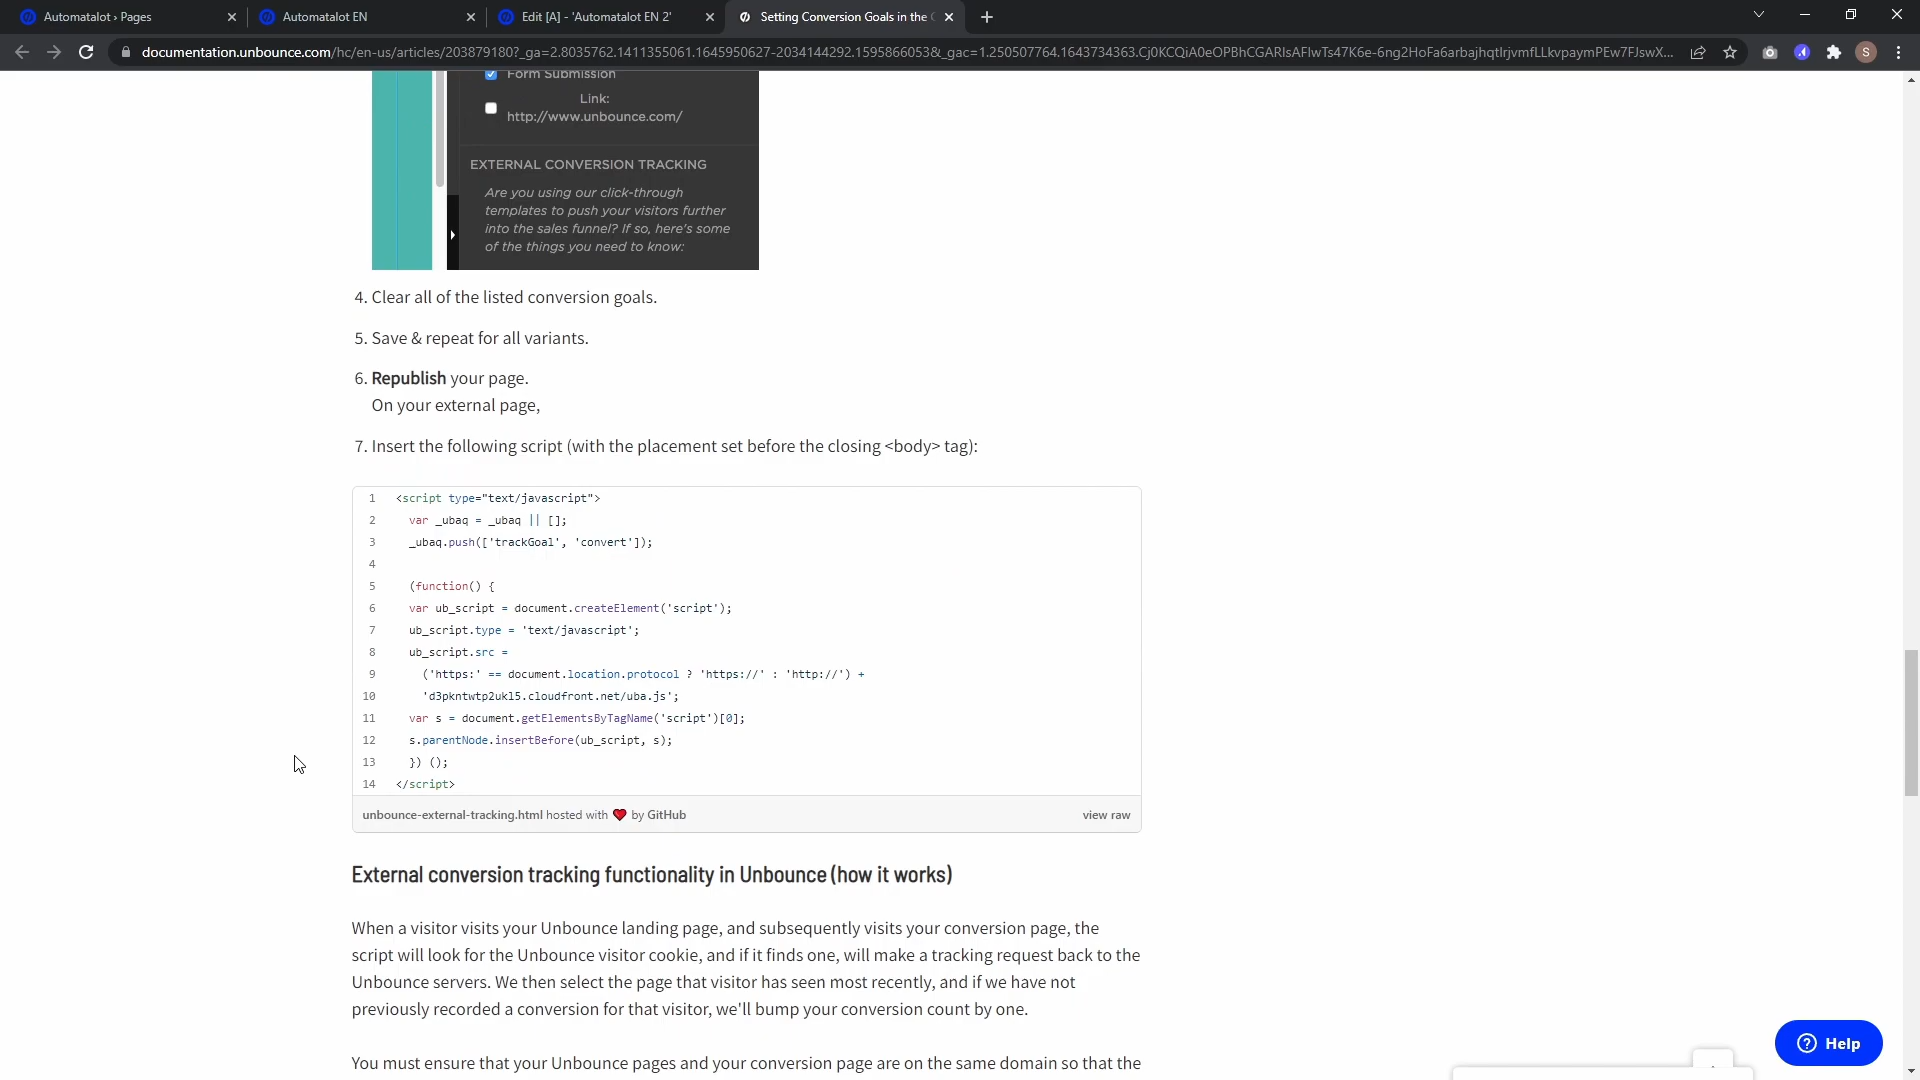 Automatalot › Pages
Automatalot EN
Edit [A] - 'Automatalot EN 2'
Setting Conversion Goals in the
documentation.unbounce.com/hc/en-us/articles/203879180?_ga=2.8035762.1411355061.1645950627-2034144292.1595866053&_gac=1.250507764.1643734363.Cj0KCQiA0eOPBhCGARIsAFIwTs47K6e-6ng2HoFa6arbajhqtIrjvmfLLkvpaymPEw7FJswX...
S
Form Submission
Link:
http://www.unbounce.com/
EXTERNAL CONVERSION TRACKING
Are you using our click-through
templates to push your visitors further
into the sales funnel? If so, here's some
of the things you need to know:
4. Clear all of the listed conversion goals.
5. Save & repeat for all variants.
6. Republish your page.
On your external page,
7. Insert the following script (with the placement set before the closing <body> tag):
1 <script type="text/javascript">
2 var _ubaq = _ubaq || [];
3 _ubaq.push(['trackGoal', 'convert']);
4
5 (function() {
6 var ub_script = document.createElement('script');
7 ub_script.type = 'text/javascript';
8 ub_script.src =
9 ('https:' == document.location.protocol ? 'https://' : 'http://') +
10 'd3pkntwtp2ukl5.cloudfront.net/uba.js';
11 var s = document.getElementsByTagName('script')[0];
12 s.parentNode.insertBefore(ub_script, s);
13 }) ();
14 </script>
unbounce-external-tracking.html hosted with ❤ by GitHub
view raw
External conversion tracking functionality in Unbounce (how it works)
When a visitor visits your Unbounce landing page, and subsequently visits your conversion page, the
script will look for the Unbounce visitor cookie, and if it finds one, will make a tracking request back to the
Unbounce servers. We then select the page that visitor has seen most recently, and if we have not
previously recorded a conversion for that visitor, we'll bump your conversion count by one.
You must ensure that your Unbounce pages and your conversion page are on the same domain so that the
Help